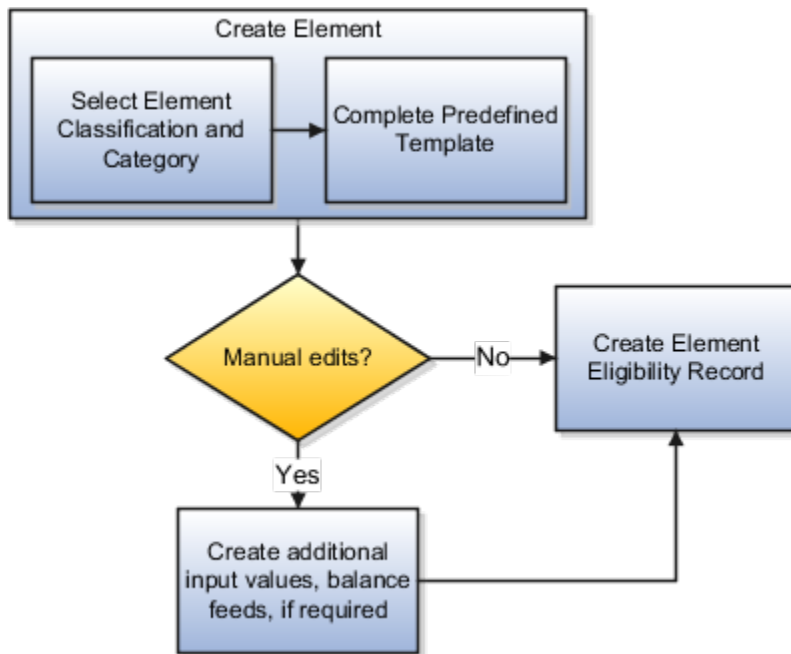 Create Element
Select Element
Classification and
Category
Complete Predefined
Template
Manual edits?
No
Create Element
Eligibility Record
Yes
Create additional
input values, balance
feeds, if required